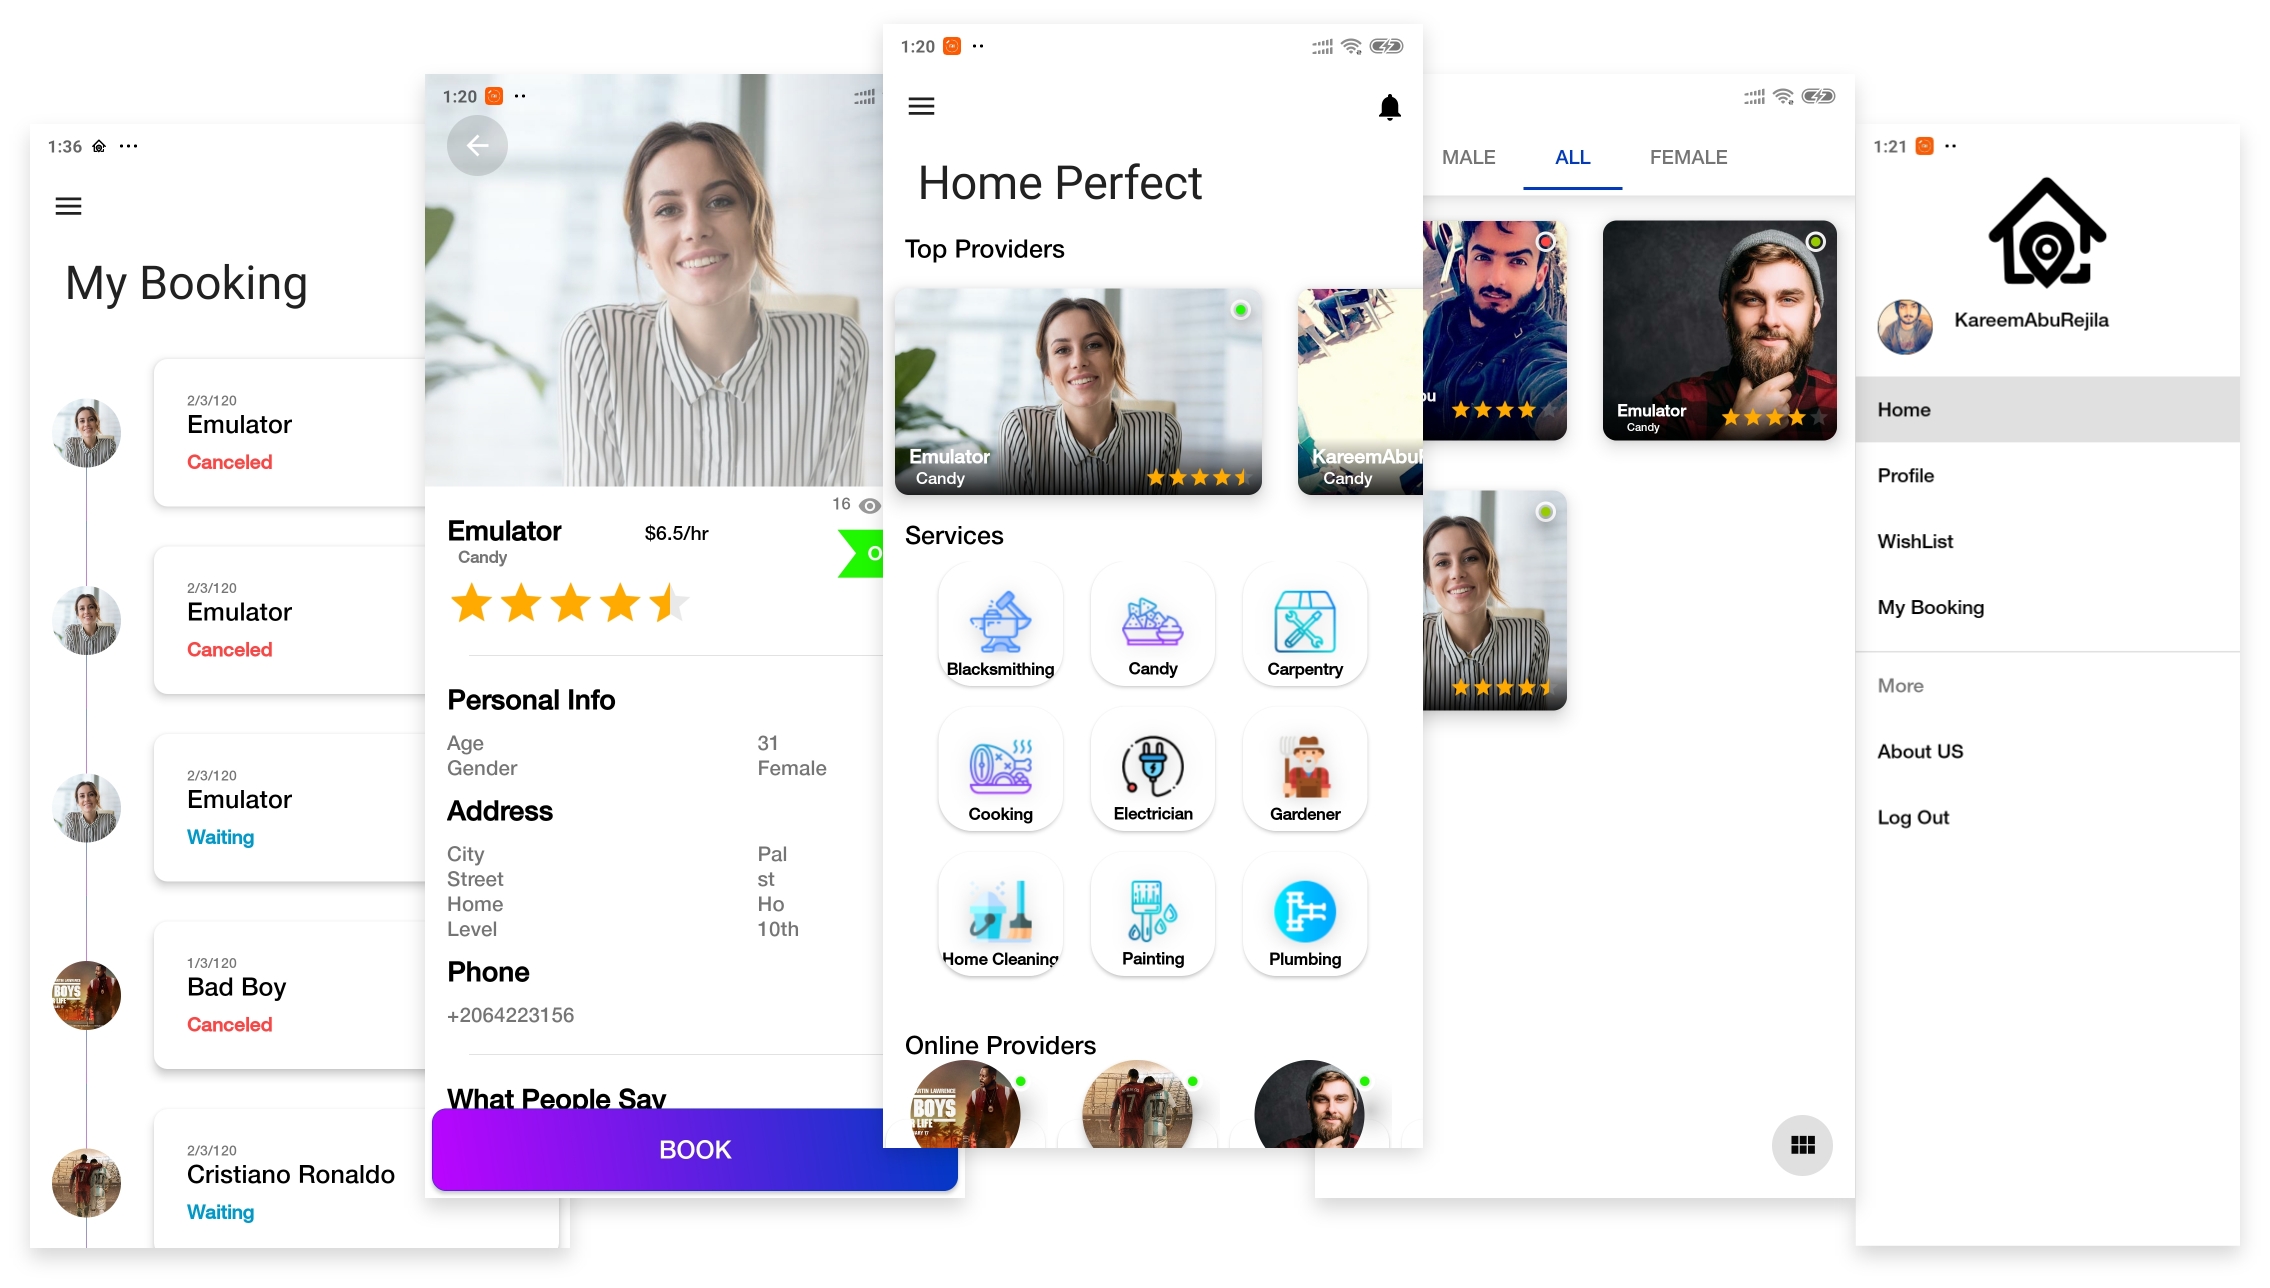 1:36
My Booking
2/3/120
Emulator
Canceled
2/3/120
Emulator
Canceled
2/3/120
Emulator
Waiting
1/3/120
Bad Boy
Canceled
2/3/120
Cristiano Ronaldo
Waiting
1:20
16
Emulator $6.5/hr
Candy
Personal Info
Age 31
Gender Female
Address
City Pal
Street st
Home Ho
Level 10th
Phone
+2064223156
What People Say
BOOK
1:20
Home Perfect
Top Providers
Emulator
Candy
KareemAbuR
Candy
Services
Blacksmithing Candy Carpentry
Cooking Electrician Gardener
Home Cleaning Painting Plumbing
Online Providers
BOYS
7 10
MALE ALL FEMALE
Emulator
Candy
1:21
KareemAbuRejila
Home
Profile
WishList
My Booking
More
About US
Log Out